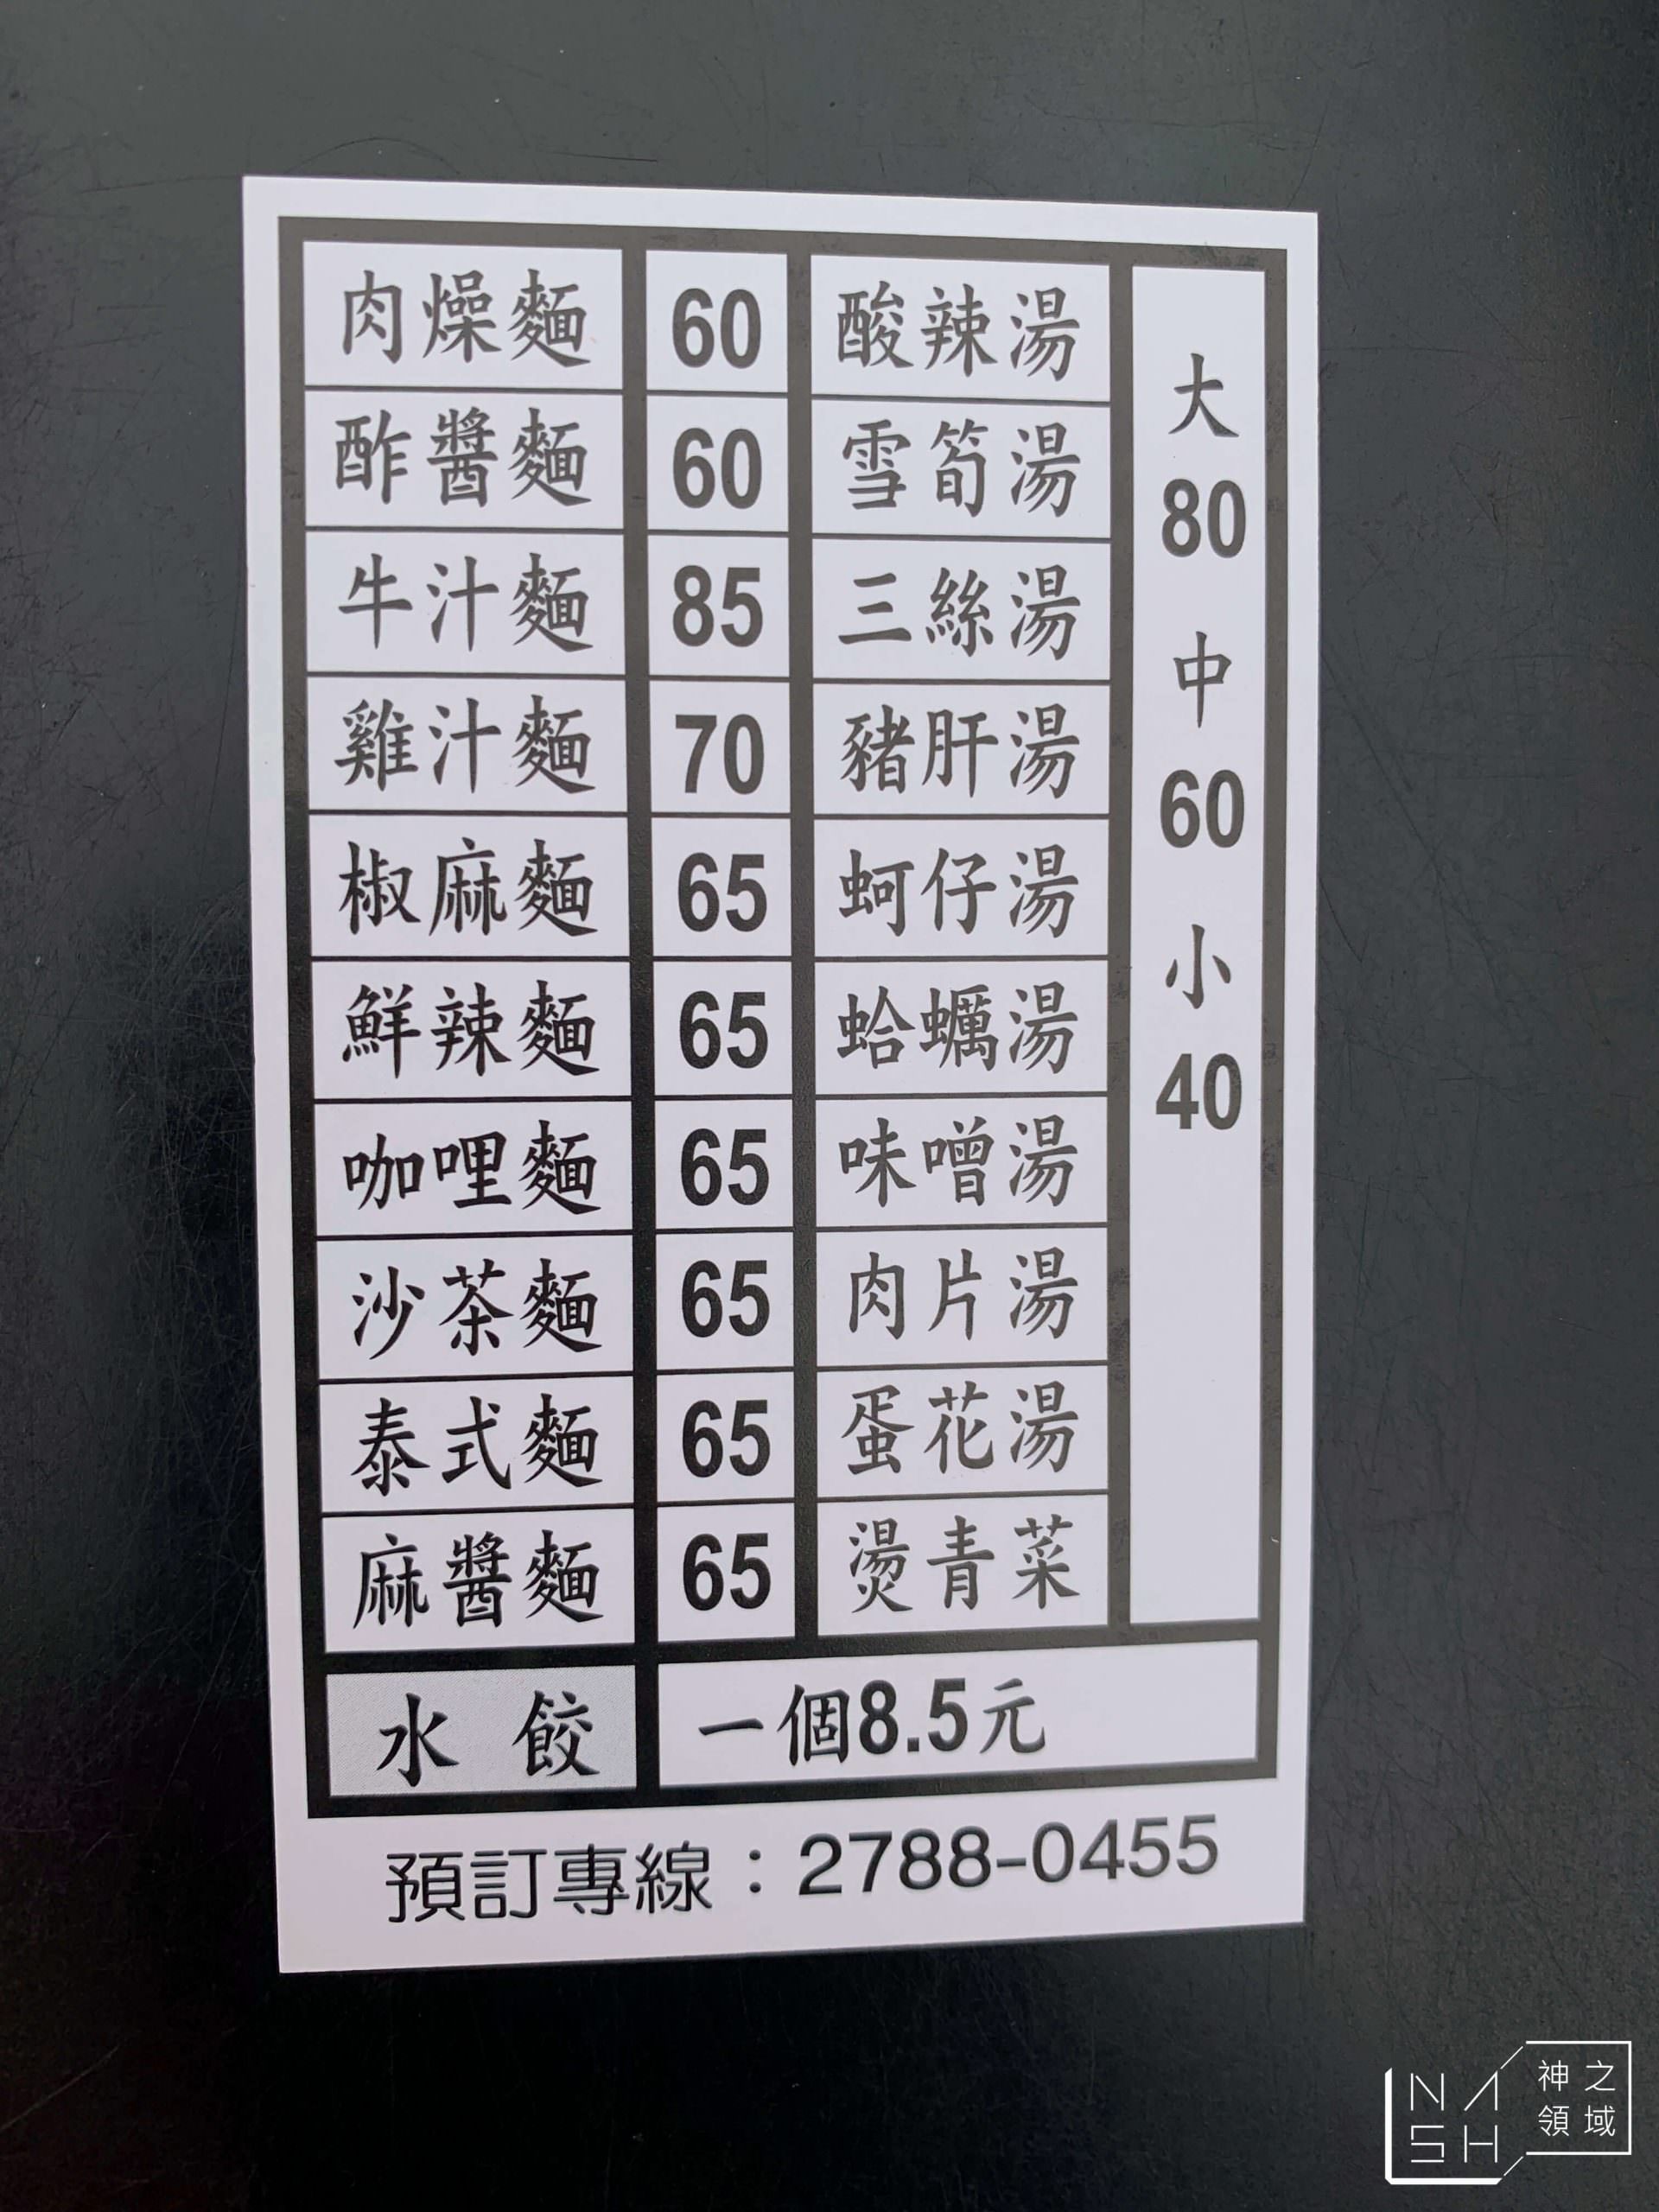 肉燥麵 60 酸辣湯
酢醬麵 60 雪筍湯
牛汁麵 85 三絲湯
雞汁麵 70 豬肝湯
椒麻麵 65 蚵仔湯
鮮辣麵 65 蛤蠣湯
咖哩麵 65 味噌湯
沙茶麵 65 肉片湯
泰式麵 65 蛋花湯
麻醬麵 65 燙青菜
大
80
中
60
小
40
水餃 一個8.5元
預訂專線：2788-0455
NASH
神之
領域